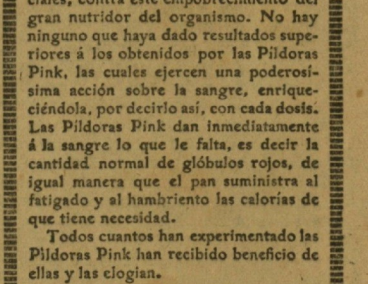 ciales, contra este empobrecimiento del
gran nutridor del organismo. No hay
ninguno que haya dado resultados supe-
riores á los obtenidos por las Píldoras
Pink, las cuales ejercen una poderosí-
sima acción sobre la sangre, enrique-
ciéndola, por decirlo así, con cada dosis.
Las Píldoras Pink dan inmediatamente
á la sangre lo que le falta, es decir la
cantidad normal de glóbulos rojos, de
igual manera que el pan suministra al
fatigado y al hambriento las calorías de
que tiene necesidad.
Todos cuantos han experimentado las
Píldoras Pink han recibido beneficio de
ellas y las elogian.